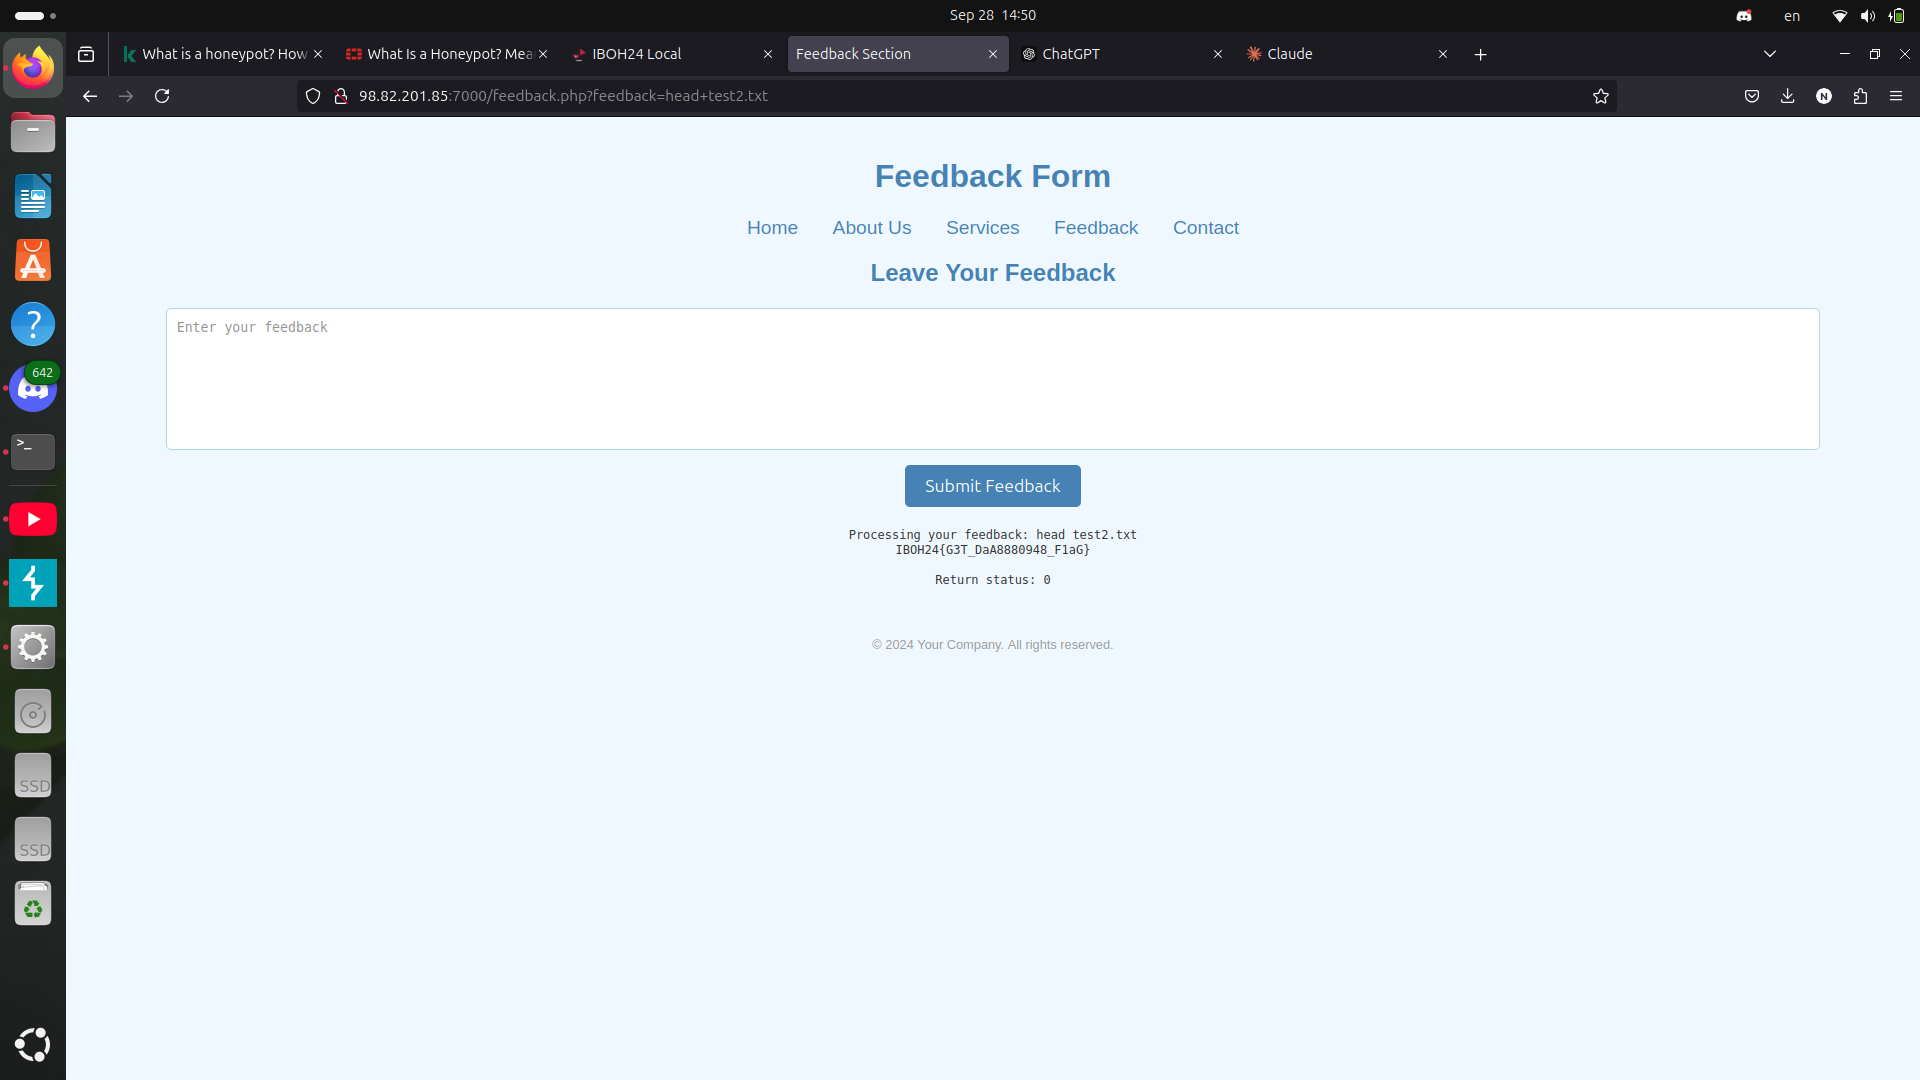 Sep 28 14:50
en
What is a honeypot? How
What Is a Honeypot? Mea
IBOH24 Local
Feedback Section
ChatGPT
Claude
98.82.201.85:7000/feedback.php?feedback=head+test2.txt
N
Feedback Form
Home About Us Services Feedback Contact
Leave Your Feedback
Enter your feedback
642
>_
Submit Feedback
Processing your feedback: head test2.txt
IBOH24{G3T_DaA8880948_F1aG}
Return status: 0
© 2024 Your Company. All rights reserved.
SSD
SSD